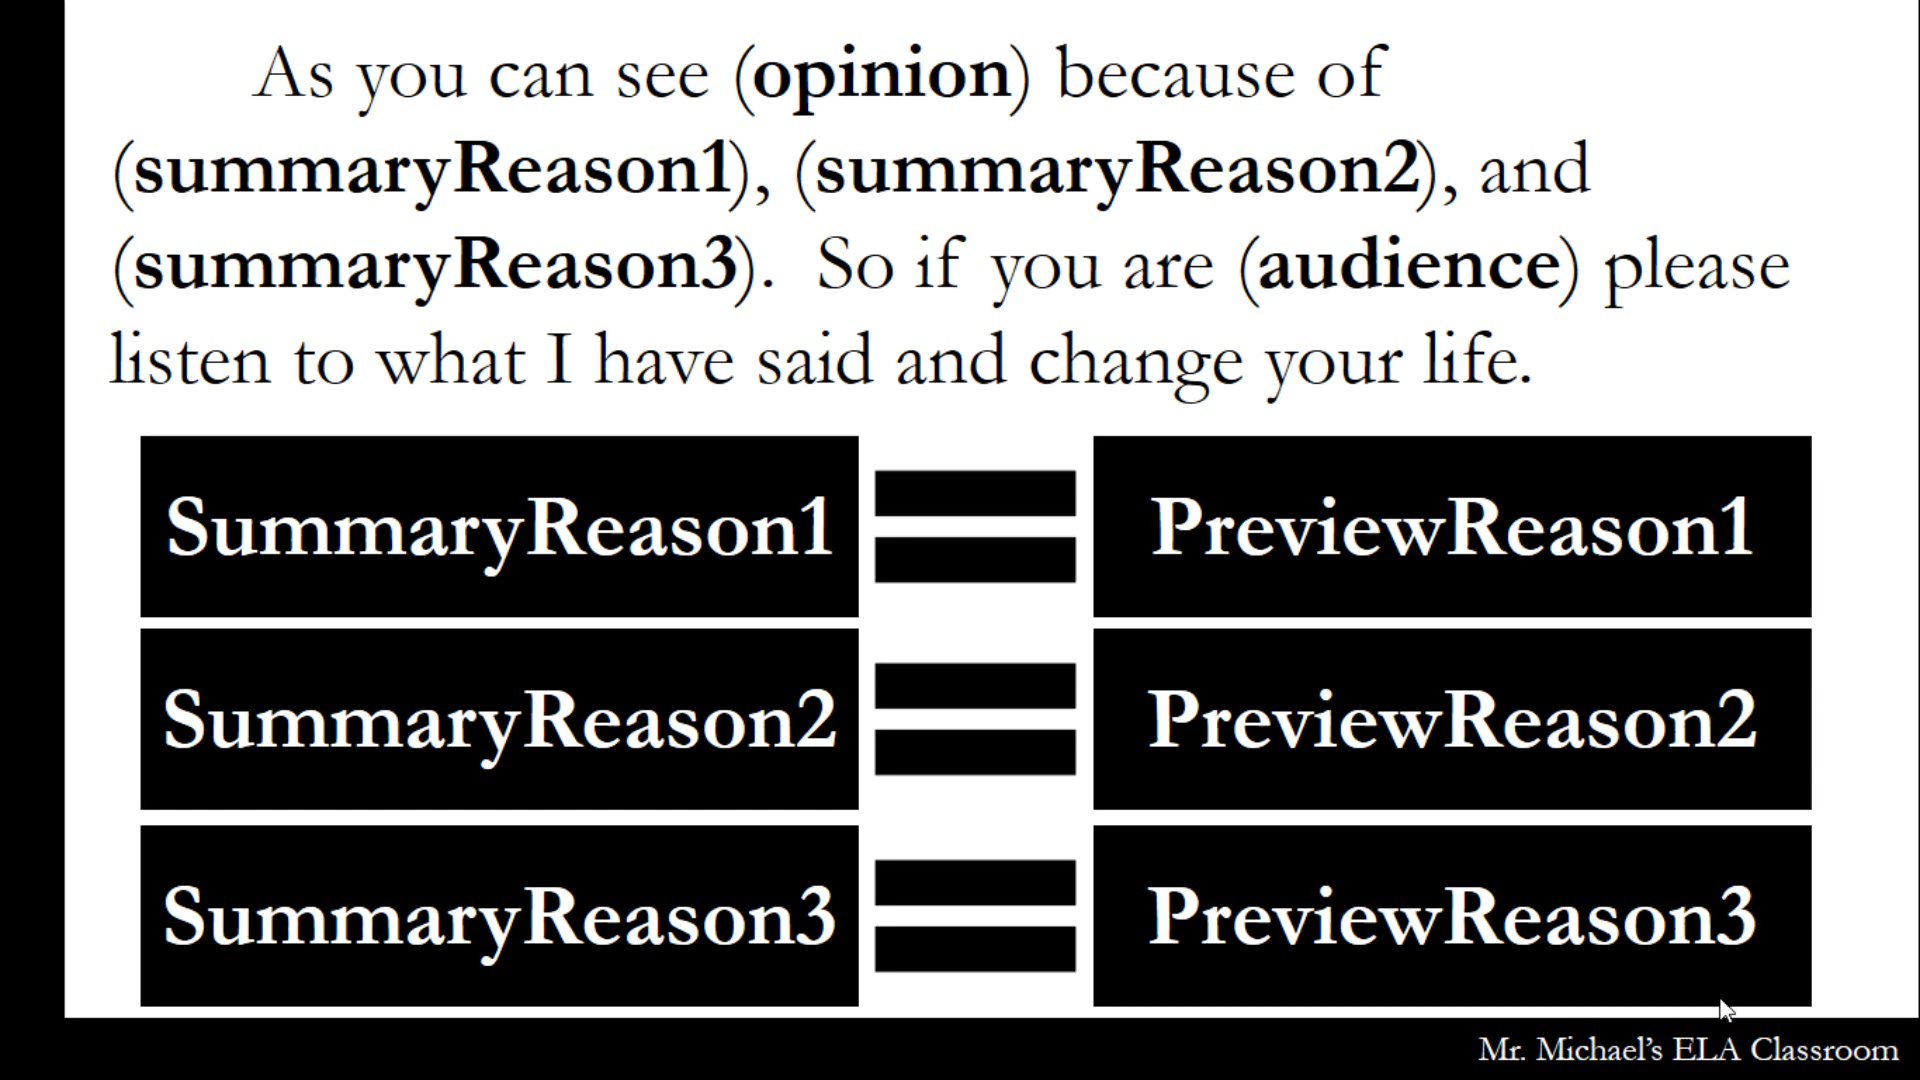 As you can see (opinion) because of
(summaryReason1), (summaryReason2), and
(summaryReason3).  So if you are (audience) please
listen to what I have said and change your life.
SummaryReason1 = PreviewReason1
SummaryReason2 = PreviewReason2
SummaryReason3 = PreviewReason3
Mr. Michael’s ELA Classroom